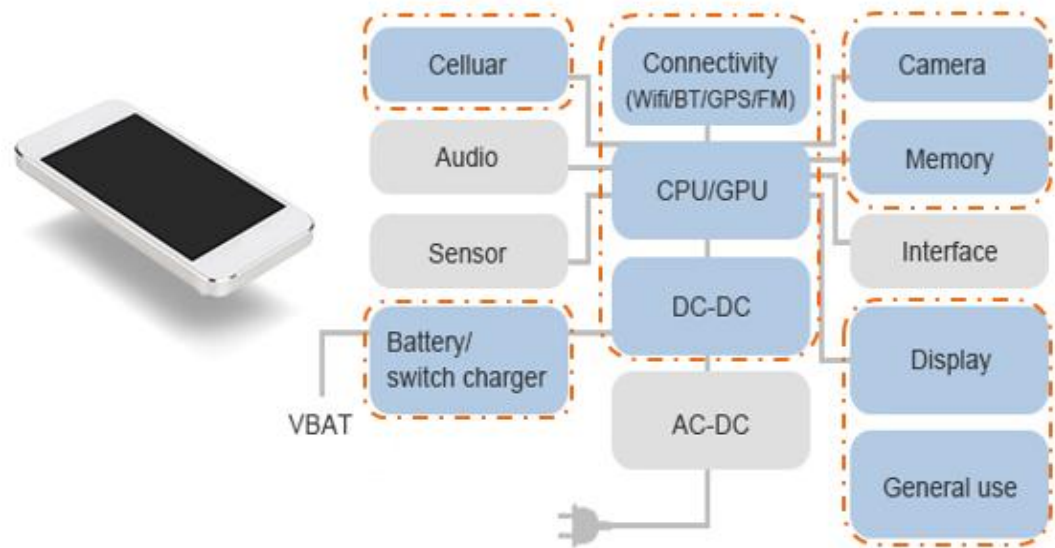 Celluar
Connectivity
(Wifi/BT/GPS/FM)
Camera
Audio
CPU/GPU
Memory
Sensor
Interface
DC-DC
Battery/
switch charger
Display
VBAT
AC-DC
General use